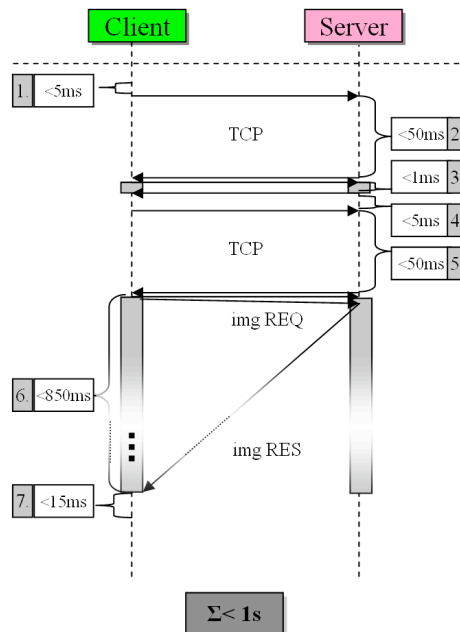 Client
Server
1. <5ms
TCP
<50ms 2
<1ms 3
<5ms 4
TCP
<50ms 5
img REQ
6. <850ms
img RES
7. <15ms
Σ< 1s